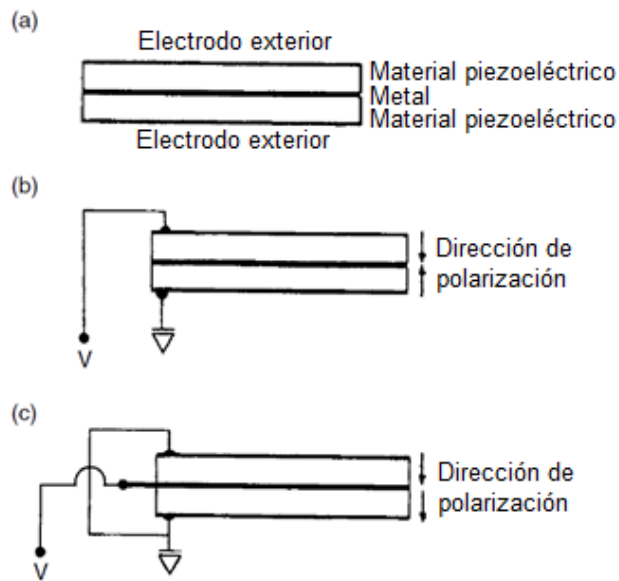 (a)
Electrodo exterior
Material piezoeléctrico
Metal
Material piezoeléctrico
Electrodo exterior
(b)
Dirección de
polarización
V
(c)
Dirección de
polarización
V